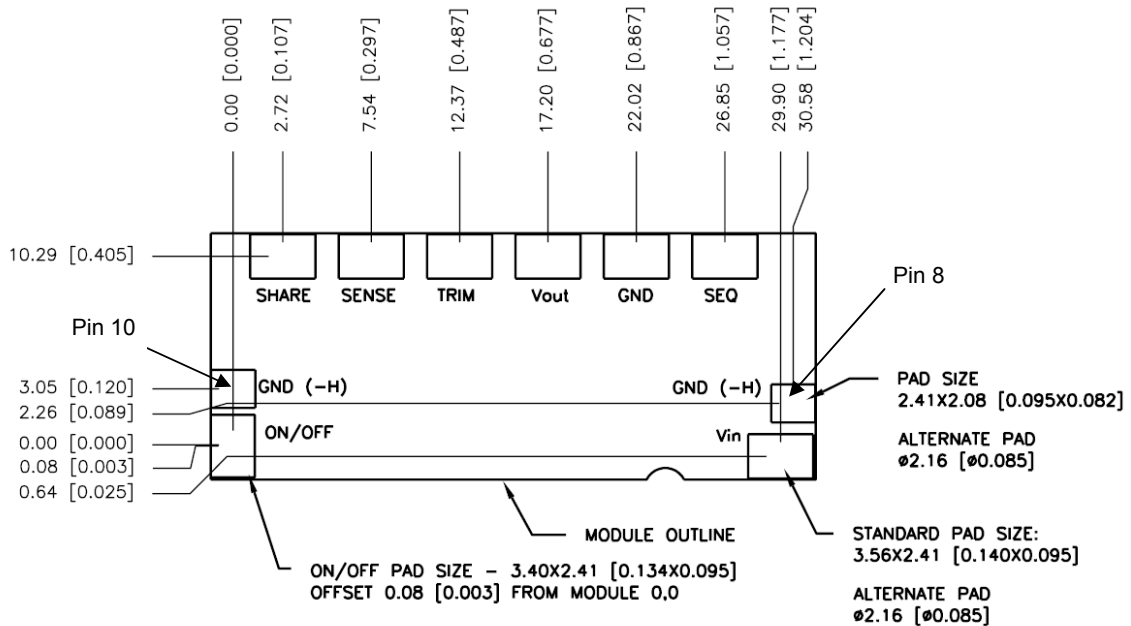 0.00 [0.000]
2.72 [0.107]
7.54 [0.297]
12.37 [0.487]
17.20 [0.677]
22.02 [0.867]
26.85 [1.057]
29.90 [1.177]
30.58 [1.204]
10.29 [0.405]
SHARE
SENSE
TRIM
Vout
GND
SEQ
Pin 8
Pin 10
3.05 [0.120]
GND (-H)
GND (-H)
PAD SIZE
2.41X2.08 [0.095X0.082]
2.26 [0.089]
0.00 [0.000]
ON/OFF
Vin
ALTERNATE PAD
ø2.16 [ø0.085]
0.08 [0.003]
0.64 [0.025]
MODULE OUTLINE
STANDARD PAD SIZE:
3.56X2.41 [0.140X0.095]
ON/OFF PAD SIZE - 3.40X2.41 [0.134X0.095]
OFFSET 0.08 [0.003] FROM MODULE 0,0
ALTERNATE PAD
ø2.16 [ø0.085]